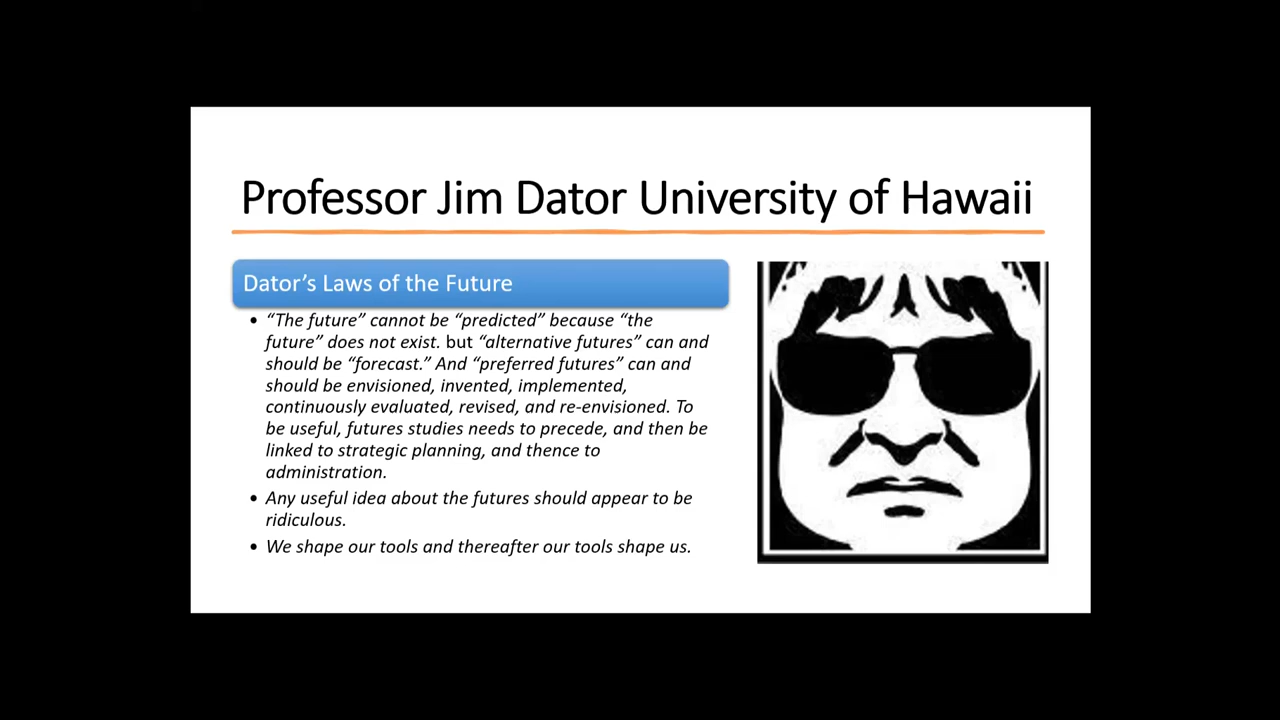 Professor Jim Dator University of Hawaii
Dator’s Laws of the Future
• “The future” cannot be “predicted” because “the
future” does not exist. but “alternative futures” can and
should be “forecast.” And “preferred futures” can and
should be envisioned, invented, implemented,
continuously evaluated, revised, and re-envisioned. To
be useful, futures studies needs to precede, and then be
linked to strategic planning, and thence to
administration.
• Any useful idea about the futures should appear to be
ridiculous.
• We shape our tools and thereafter our tools shape us.